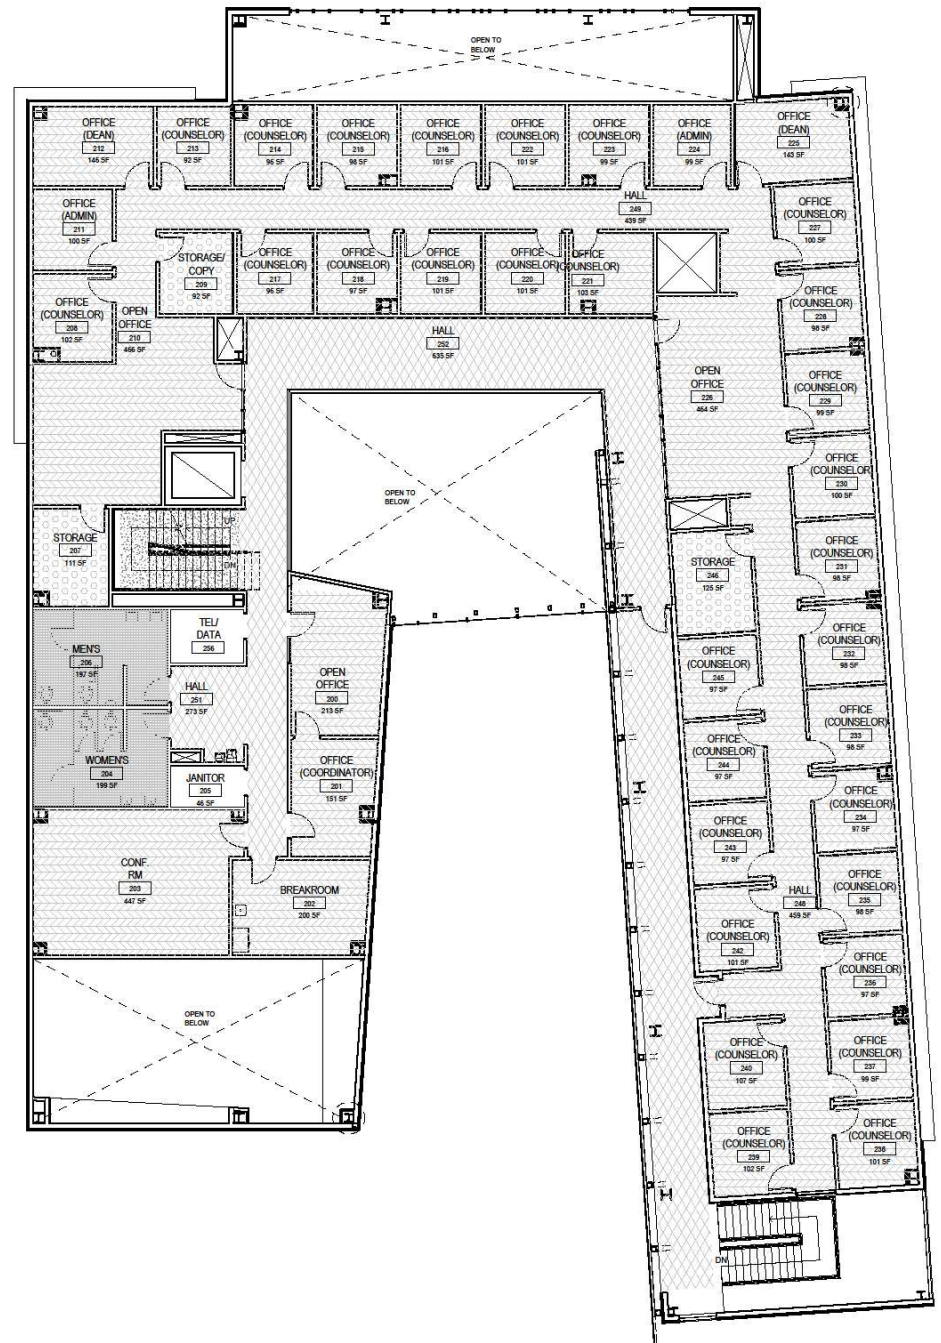 OPEN TO
BELOW
OFFICE
(DEAN)
212
146 SF
OFFICE
(COUNSELOR)
213
92 SF
OFFICE
(COUNSELOR)
214
96 SF
OFFICE
(COUNSELOR)
215
98 SF
OFFICE
(COUNSELOR)
216
101 SF
OFFICE
(COUNSELOR)
222
101 SF
OFFICE
(COUNSELOR)
223
99 SF
OFFICE
(ADMIN)
224
99 SF
OFFICE
(DEAN)
225
143 SF
HALL
249
439 SF
OFFICE
(ADMIN)
211
100 SF
OFFICE
(COUNSELOR)
227
100 SF
STORAGE/
COPY
209
92 SF
OFFICE
(COUNSELOR)
217
96 SF
OFFICE
(COUNSELOR)
218
97 SF
OFFICE
(COUNSELOR)
219
101 SF
OFFICE
(COUNSELOR)
220
101 SF
OFFICE
(COUNSELOR)
221
103 SF
OFFICE
(COUNSELOR)
208
102 SF
OPEN
OFFICE
210
466 SF
OFFICE
(COUNSELOR)
228
98 SF
HALL
252
635 SF
OPEN
OFFICE
226
464 SF
OFFICE
(COUNSELOR)
229
99 SF
OFFICE
(COUNSELOR)
230
100 SF
OPEN TO
BELOW
UP
DN
STORAGE
207
111 SF
STORAGE
246
125 SF
OFFICE
(COUNSELOR)
231
98 SF
TEL/
DATA
256
MEN'S
206
197 SF
HALL
251
273 SF
OPEN
OFFICE
200
213 SF
OFFICE
(COUNSELOR)
245
97 SF
OFFICE
(COUNSELOR)
232
98 SF
WOMEN'S
204
199 SF
JANITOR
205
46 SF
OFFICE
(COORDINATOR)
201
151 SF
OFFICE
(COUNSELOR)
244
97 SF
OFFICE
(COUNSELOR)
233
98 SF
OFFICE
(COUNSELOR)
243
97 SF
OFFICE
(COUNSELOR)
234
97 SF
CONF.
RM
203
447 SF
BREAKROOM
202
200 SF
HALL
248
459 SF
OFFICE
(COUNSELOR)
235
98 SF
OFFICE
(COUNSELOR)
242
101 SF
OFFICE
(COUNSELOR)
236
97 SF
OPEN TO
BELOW
OFFICE
(COUNSELOR)
240
107 SF
OFFICE
(COUNSELOR)
237
99 SF
OFFICE
(COUNSELOR)
239
102 SF
OFFICE
(COUNSELOR)
238
101 SF
DN